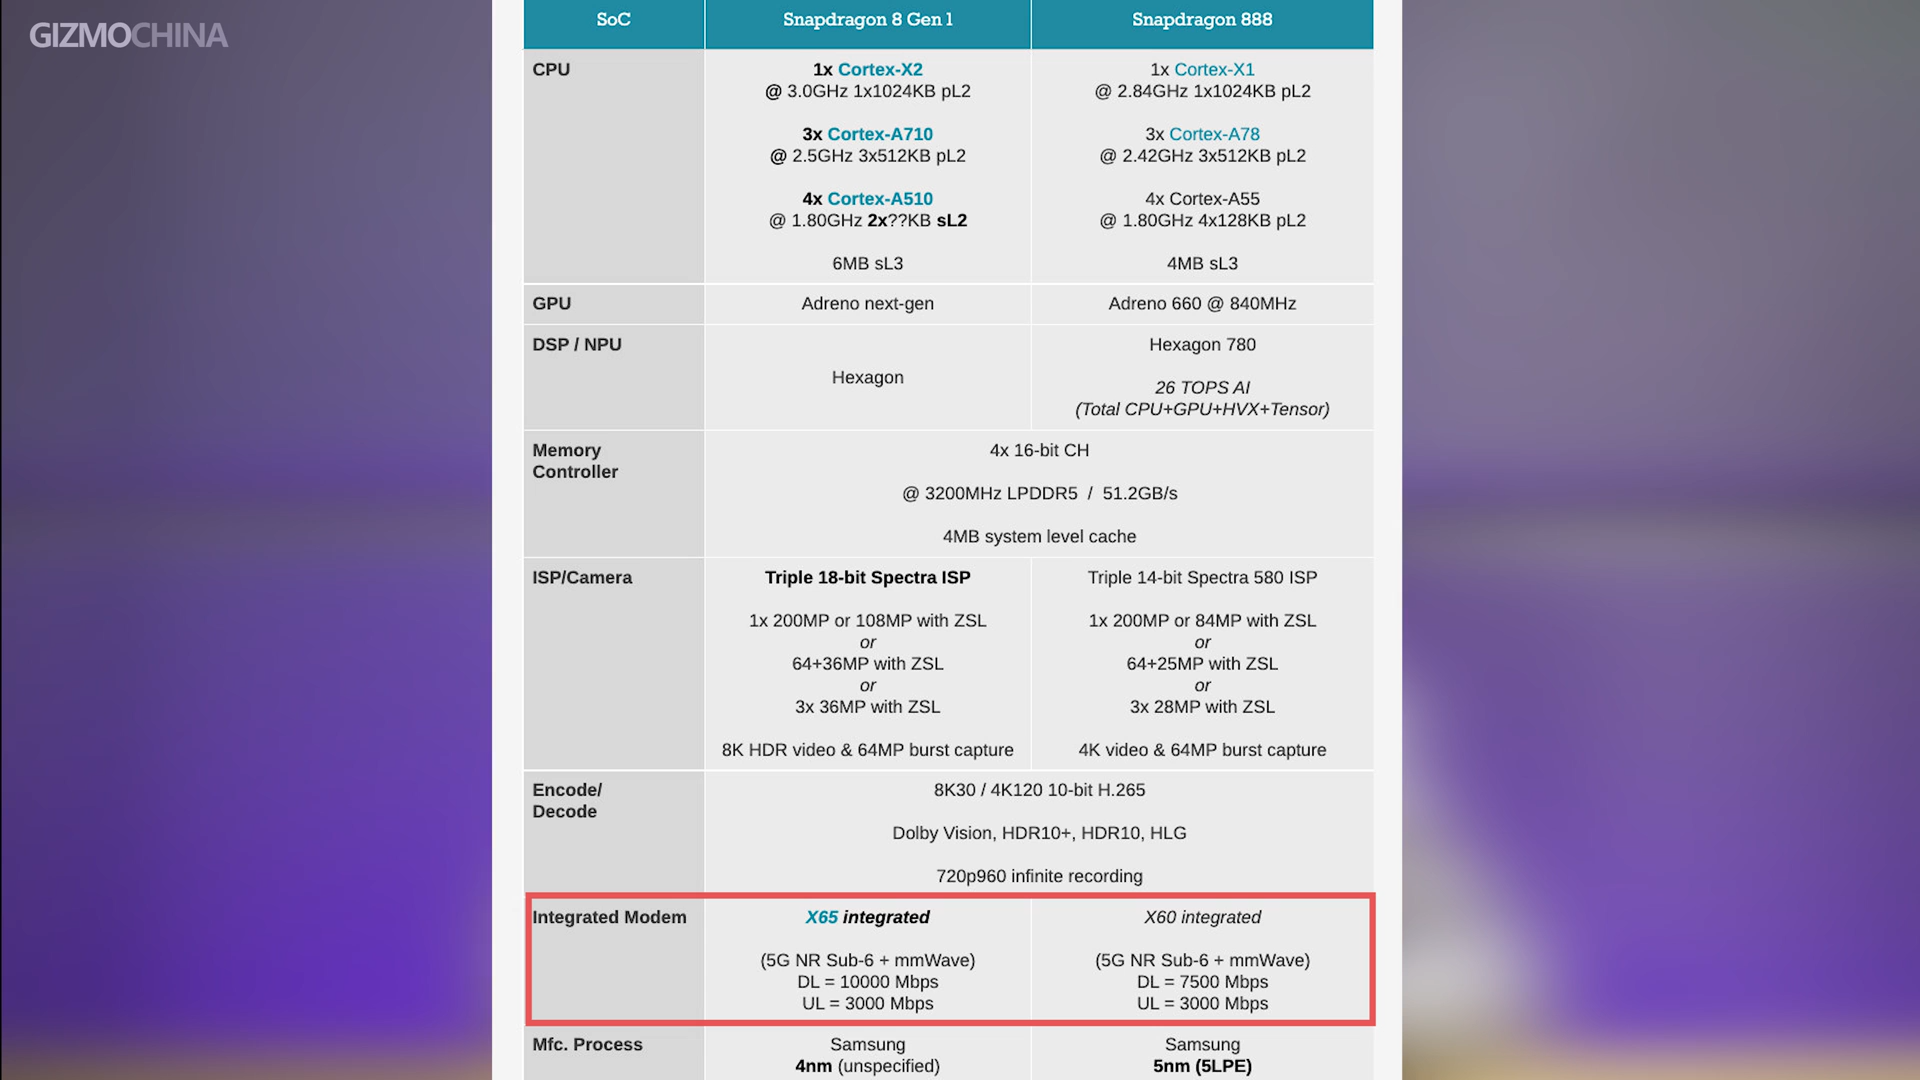 GIZMOCHINA
SoC
Snapdragon 8 Gen 1
Snapdragon 888
CPU
1x Cortex-X2
@ 3.0GHz 1x1024KB pL2
3x Cortex-A710
@ 2.5GHz 3x512KB pL2
4x Cortex-A510
@ 1.80GHz 2x??KB sL2
6MB sL3
1x Cortex-X1
@ 2.84GHz 1x1024KB pL2
3x Cortex-A78
@ 2.42GHz 3x512KB pL2
4x Cortex-A55
@ 1.80GHz 4x128KB pL2
4MB sL3
GPU
Adreno next-gen
Adreno 660 @ 840MHz
DSP / NPU
Hexagon
Hexagon 780
26 TOPS AI
(Total CPU+GPU+HVX+Tensor)
Memory
Controller
4x 16-bit CH
@ 3200MHz LPDDR5 / 51.2GB/s
4MB system level cache
ISP/Camera
Triple 18-bit Spectra ISP
1x 200MP or 108MP with ZSL
or
64+36MP with ZSL
or
3x 36MP with ZSL
8K HDR video & 64MP burst capture
Triple 14-bit Spectra 580 ISP
1x 200MP or 84MP with ZSL
or
64+25MP with ZSL
or
3x 28MP with ZSL
4K video & 64MP burst capture
Encode/
Decode
8K30 / 4K120 10-bit H.265
Dolby Vision, HDR10+, HDR10, HLG
720p960 infinite recording
Integrated Modem
X65 integrated
(5G NR Sub-6 + mmWave)
DL = 10000 Mbps
UL = 3000 Mbps
X60 integrated
(5G NR Sub-6 + mmWave)
DL = 7500 Mbps
UL = 3000 Mbps
Mfc. Process
Samsung
4nm (unspecified)
Samsung
5nm (5LPE)